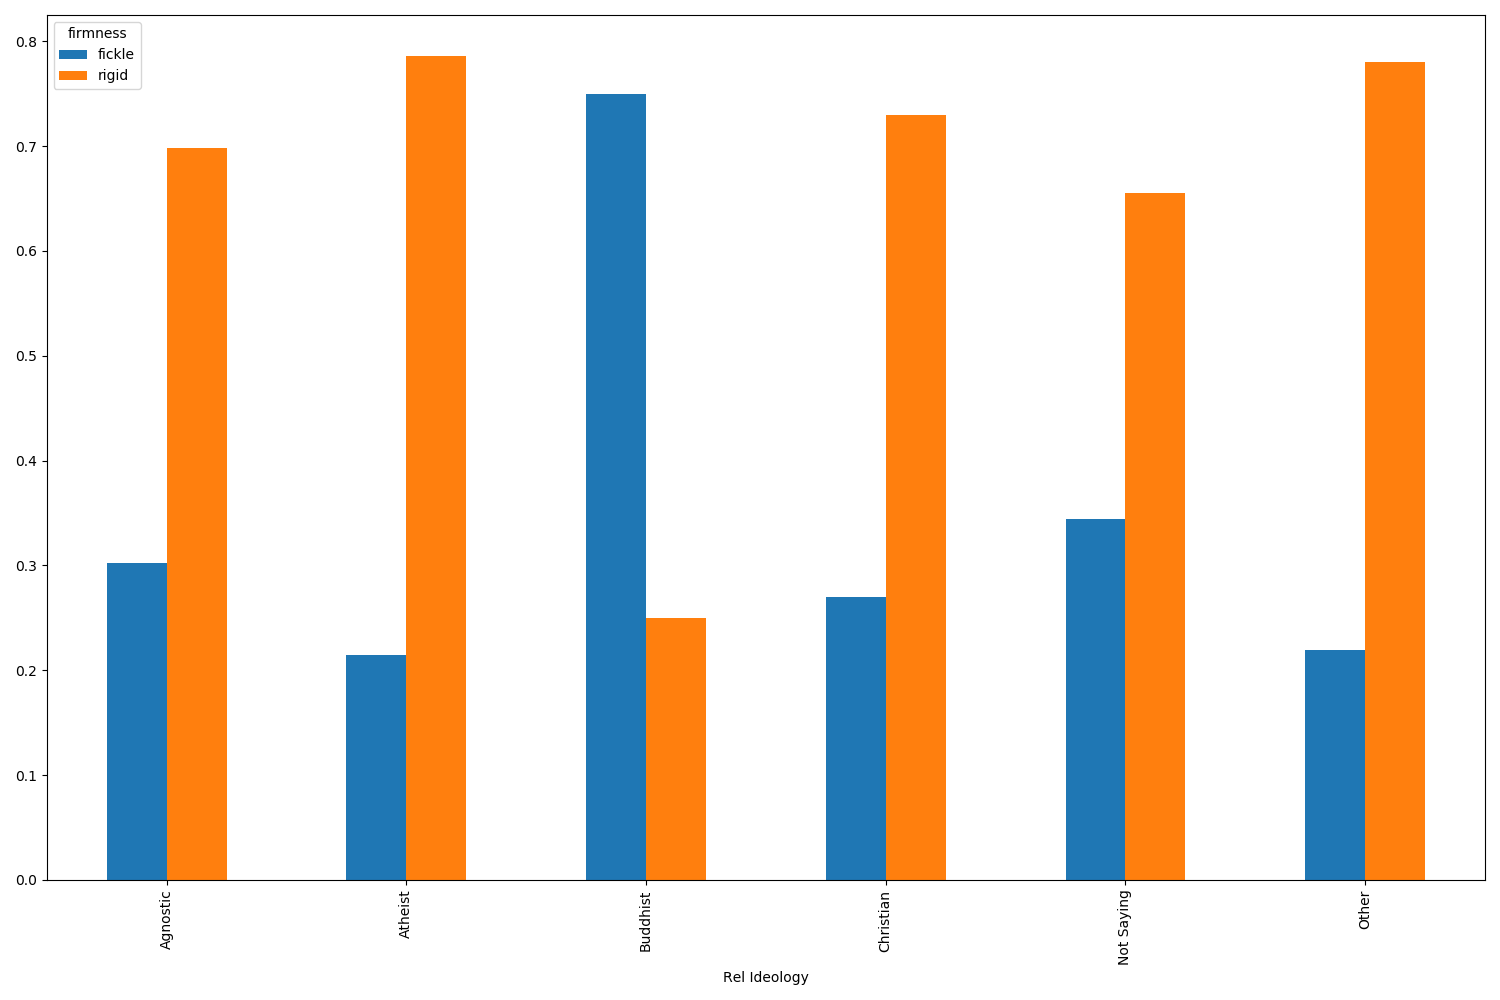 firmness
fickle
rigid
0.8
0.7
0.6
0.5
0.4
0.3
0.2
0.1
0.0
Agnostic
Atheist
Buddhist
Christian
Not Saying
Other
Rel Ideology